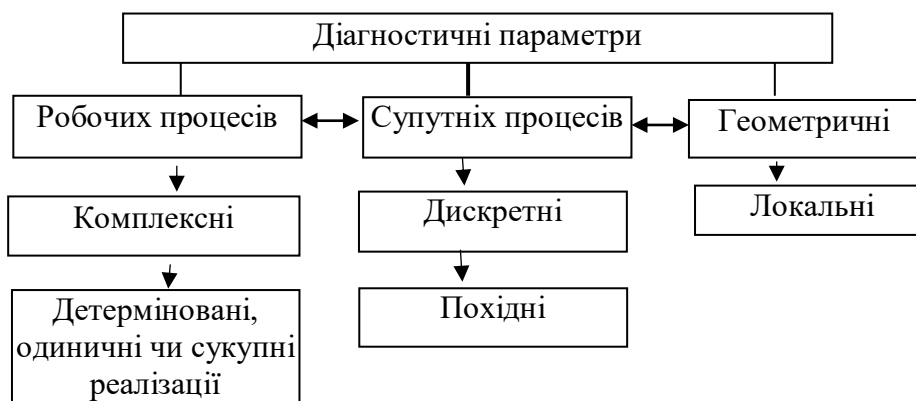 Діагностичні параметри
Робочих процесів
Супутніх процесів
Геометричні
Комплексні
Дискретні
Локальні
Детерміновані,
одиничні чи сукупні
реалізації
Похідні